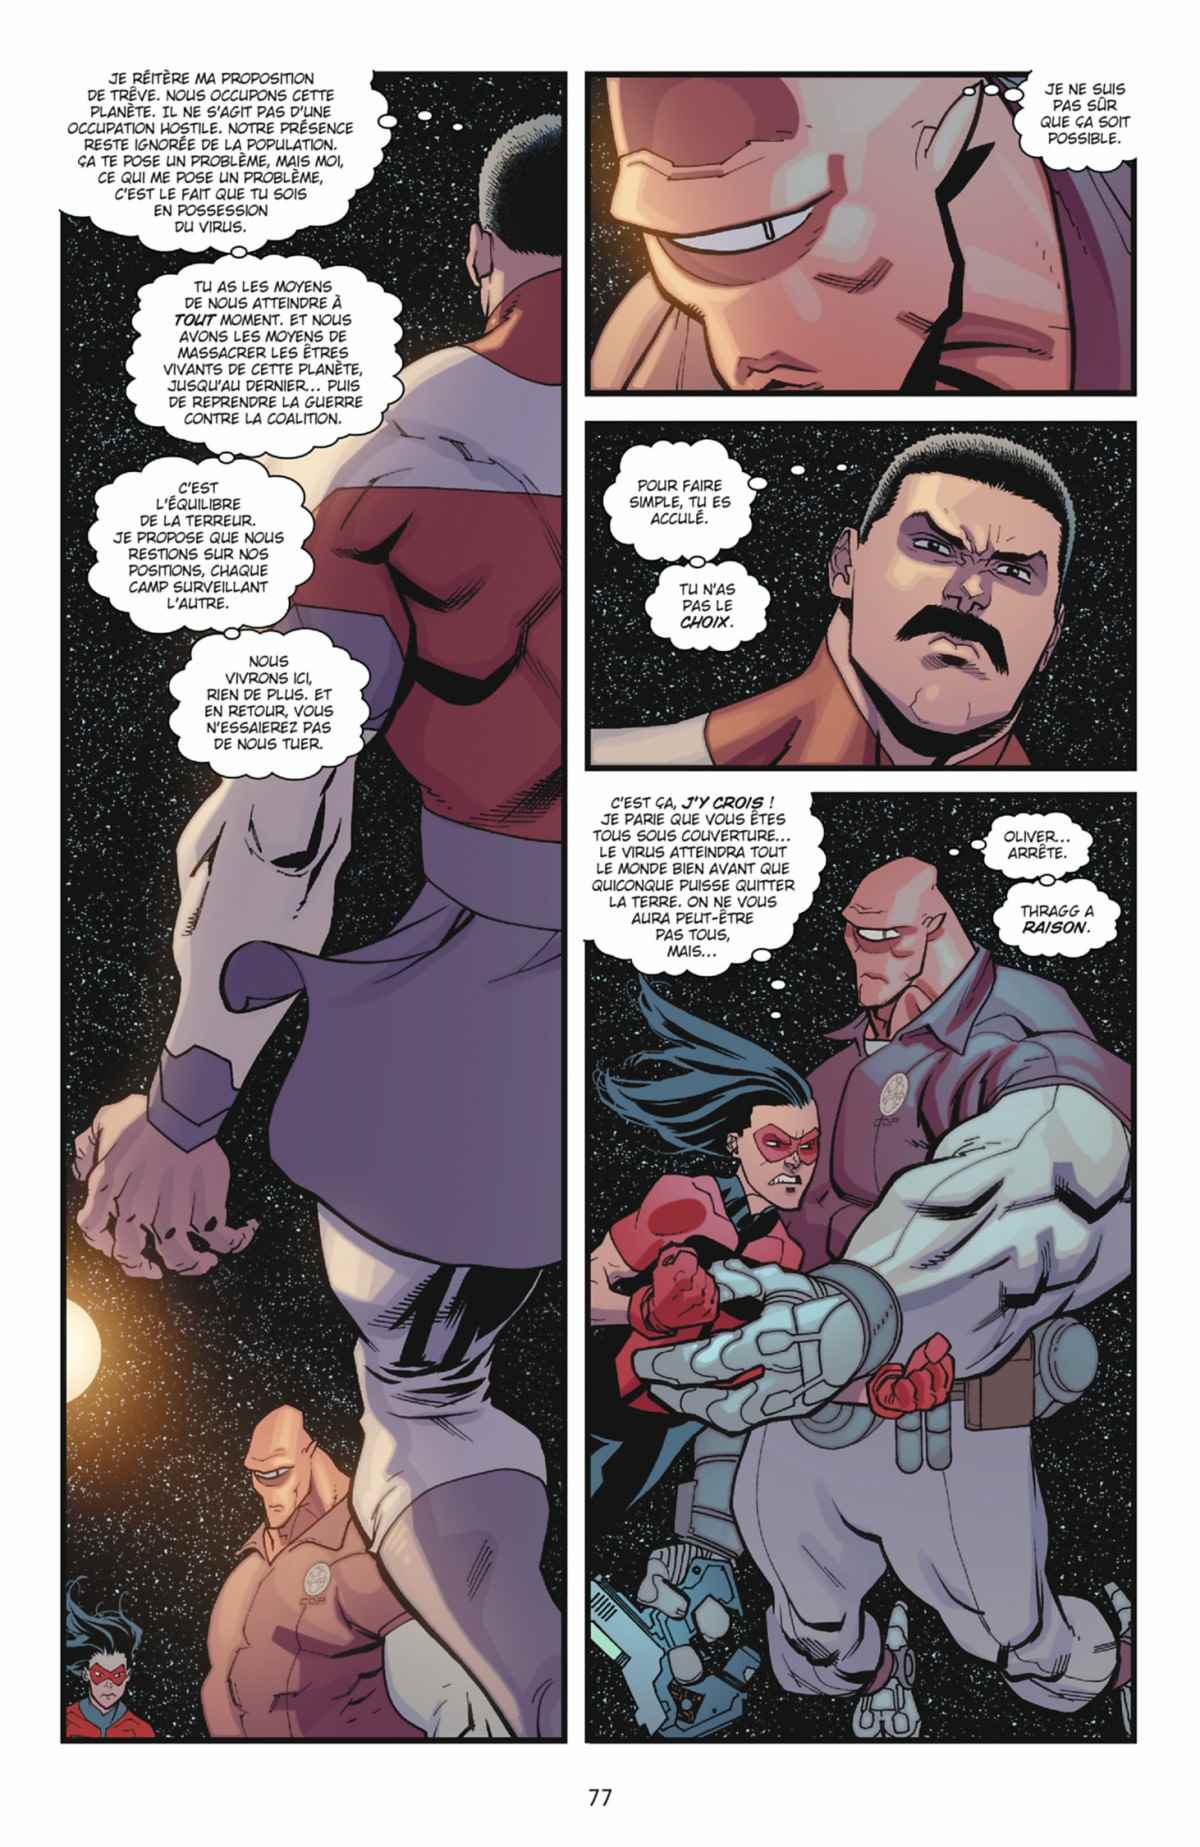 JE RÉITÈRE MA PROPOSITION
DE TRÊVE. NOUS OCCUPONS CETTE
PLANÈTE. IL NE S'AGIT PAS D'UNE
OCCUPATION HOSTILE. NOTRE PRÉSENCE
RESTE IGNORÉE DE LA POPULATION.
ÇA TE POSE UN PROBLÈME, MAIS MOI,
CE QUI ME POSE UN PROBLÈME,
C'EST LE FAIT QUE TU SOIS
EN POSSESSION
DU VIRUS.
TU AS LES MOYENS
DE NOUS ATTEINDRE À
TOUT MOMENT. ET NOUS
AVONS LES MOYENS DE
MASSACRER LES ÊTRES
VIVANTS DE CETTE PLANÈTE,
JUSQU'AU DERNIER... PUIS
DE REPRENDRE LA GUERRE
CONTRE LA COALITION.
C'EST
L'ÉQUILIBRE
DE LA TERREUR.
JE PROPOSE QUE NOUS
RESTIONS SUR NOS
POSITIONS, CHAQUE
CAMP SURVEILLANT
L'AUTRE.
NOUS
VIVRONS ICI,
RIEN DE PLUS. ET
EN RETOUR, VOUS
N'ESSAIEREZ PAS
DE NOUS TUER.
JE NE SUIS
PAS SÛR
QUE ÇA SOIT
POSSIBLE.
POUR FAIRE
SIMPLE, TU ES
ACCULÉ.
TU N'AS
PAS LE
CHOIX.
C'EST ÇA, J'Y CROIS !
JE PARIE QUE VOUS ÊTES
TOUS SOUS COUVERTURE...
LE VIRUS ATTEINDRA TOUT
LE MONDE BIEN AVANT QUE
QUICONQUE PUISSE QUITTER
LA TERRE. ON NE VOUS
AURA PEUT-ÊTRE
PAS TOUS,
MAIS...
OLIVER...
ARRÊTE.
THRAGG A
RAISON.
77